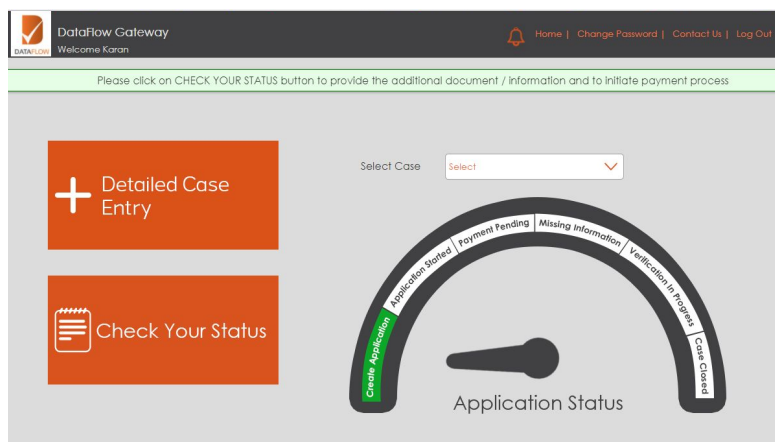 DataFlow Gateway
Home | Change Password | Contact Us | Log Out
DATAFLOW
Welcome Karan
Please click on CHECK YOUR STATUS button to provide the additional document / information and to initiate payment process
Detailed Case
Entry
Check Your Status
Select Case
Select
Create Application
Application Started
Payment Pending
Missing Information
Verification In Progress
Case Closed
Application Status